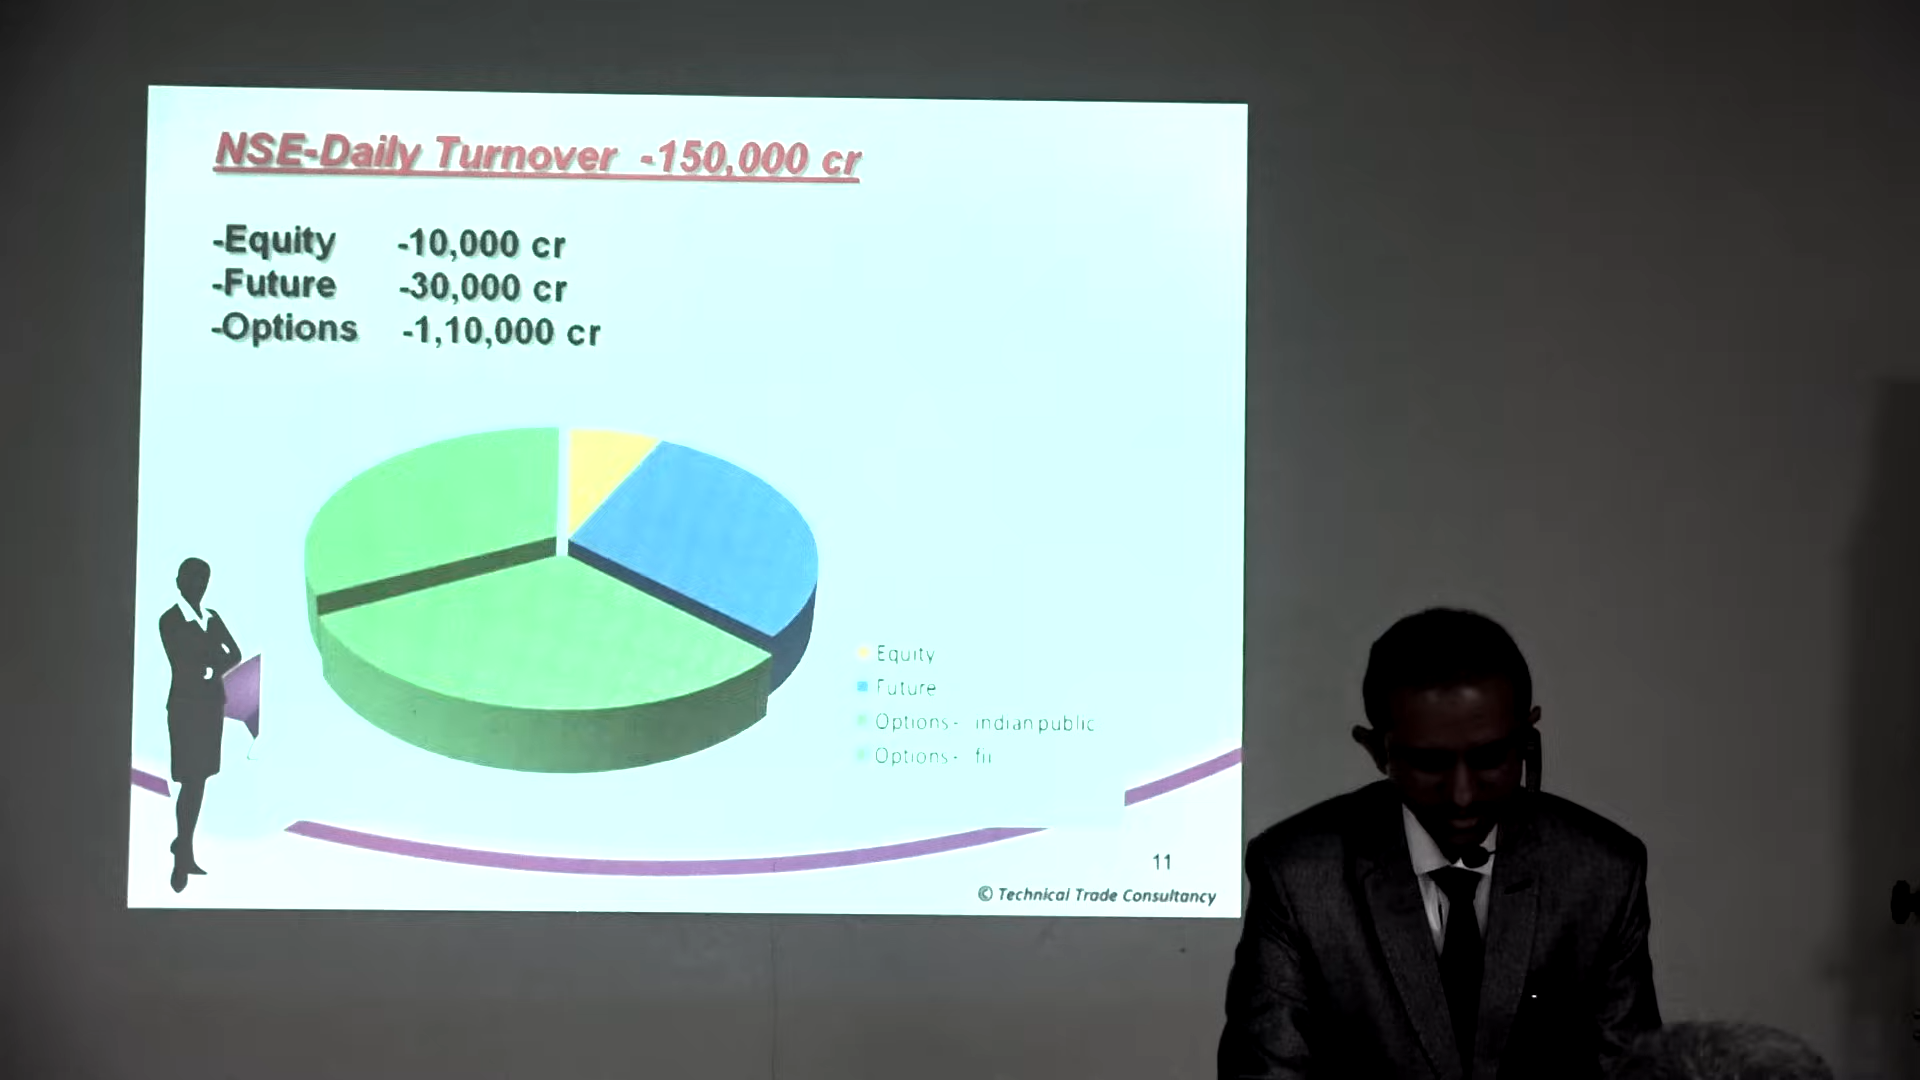 NSE-Daily Turnover -150,000 cr
-Equity -10,000 cr
-Future -30,000 cr
-Options -1,10,000 cr
Equity
Future
Options - indian public
Options - fii
11
© Technical Trade Consultancy